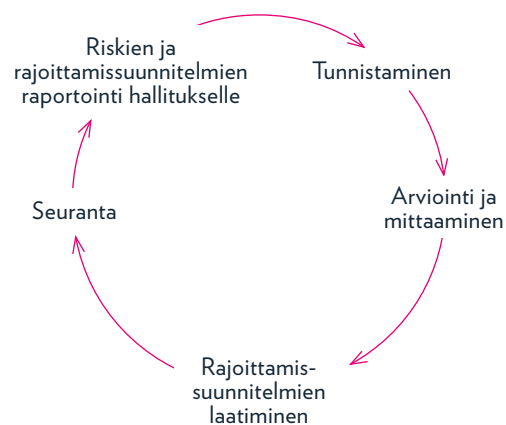 Riskien ja
rajoittamissuunnitelmien
raportointi hallitukselle
Tunnistaminen
Arviointi ja
mittaaminen
Rajoittamis-
suunnitelmien
laatiminen
Seuranta